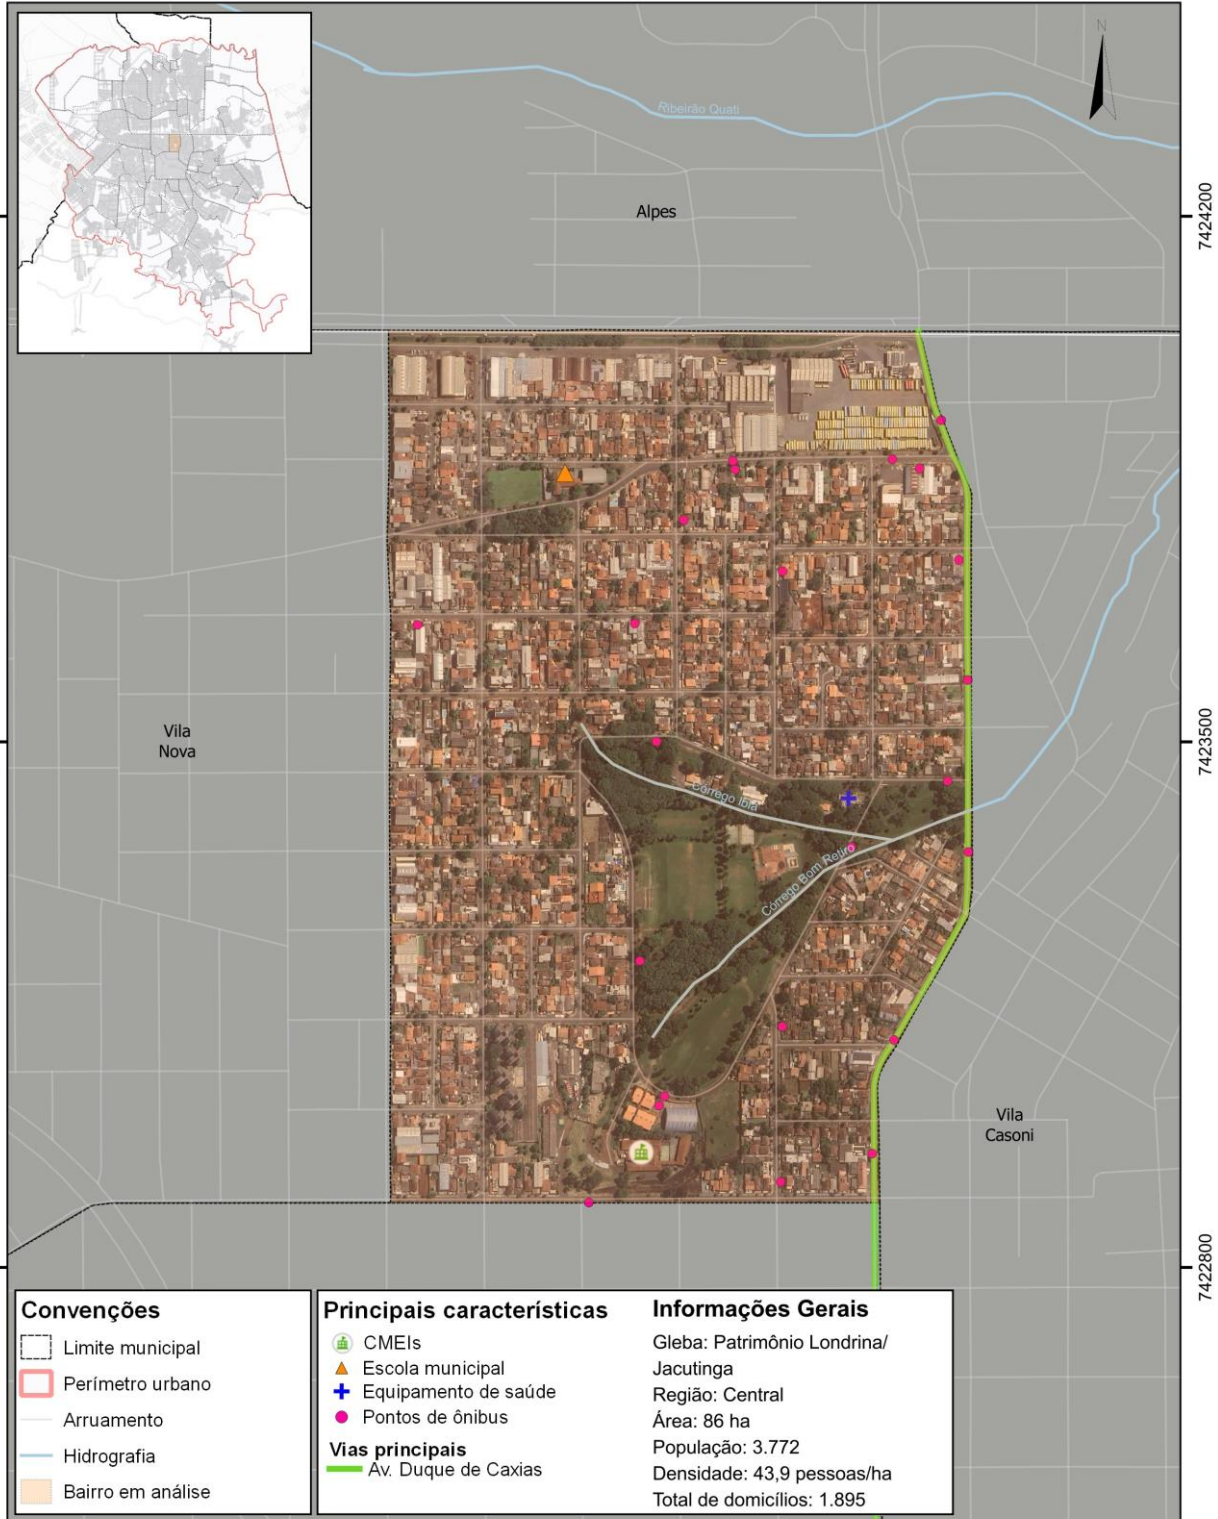 N
Ribeirão Quati
Alpes
7424200
Vila
Nova
7423500
Córrego Ibiá
Córrego Bom Retiro
Vila
Casoni
7422800
Convenções
Limite municipal
Perímetro urbano
Arruamento
Hidrografia
Bairro em análise
Principais característícas
CMEIs
Escola municipal
Equipamento de saúde
Pontos de ônibus
Vias principais
Av. Duque de Caxias
Informações Gerais
Gleba: Patrimônio Londrina/
Jacutinga
Região: Central
Área: 86 ha
População: 3.772
Densidade: 43,9 pessoas/ha
Total de domicílios: 1.895